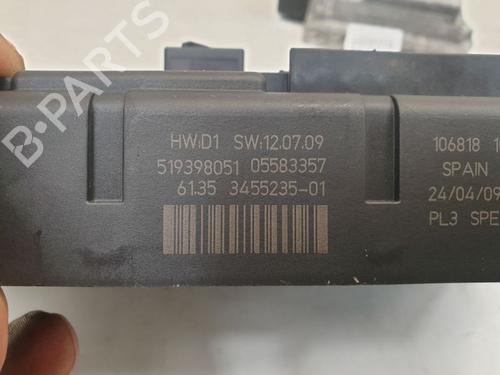 HW:D1 SW:12.07.09
519398051 05583357
61.35 3455235-01
106818
SPAIN
24/04/09
PL3 SPE
B-PARTS